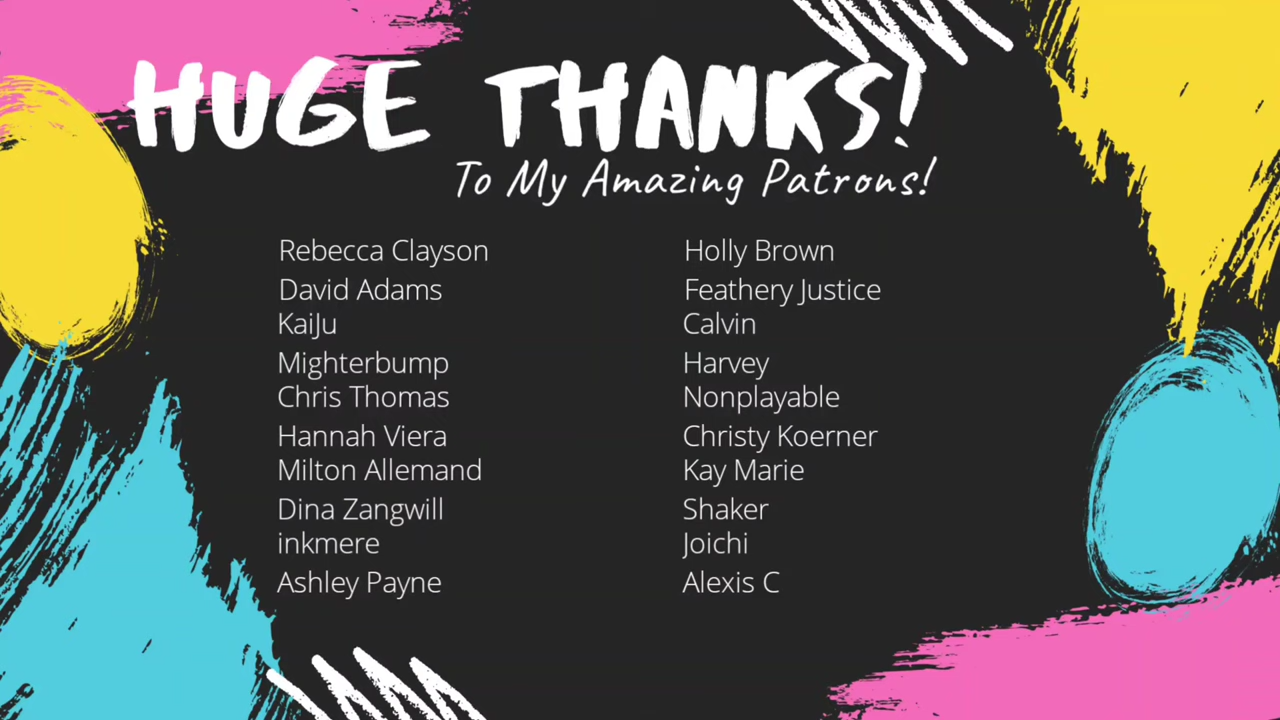 HUGE THANKS!
To My Amazing Patrons!
Rebecca Clayson
David Adams
KaiJu
Mighterbump
Chris Thomas
Hannah Viera
Milton Allemand
Dina Zangwill
inkmere
Ashley Payne
Holly Brown
Feathery Justice
Calvin
Harvey
Nonplayable
Christy Koerner
Kay Marie
Shaker
Joichi
Alexis C